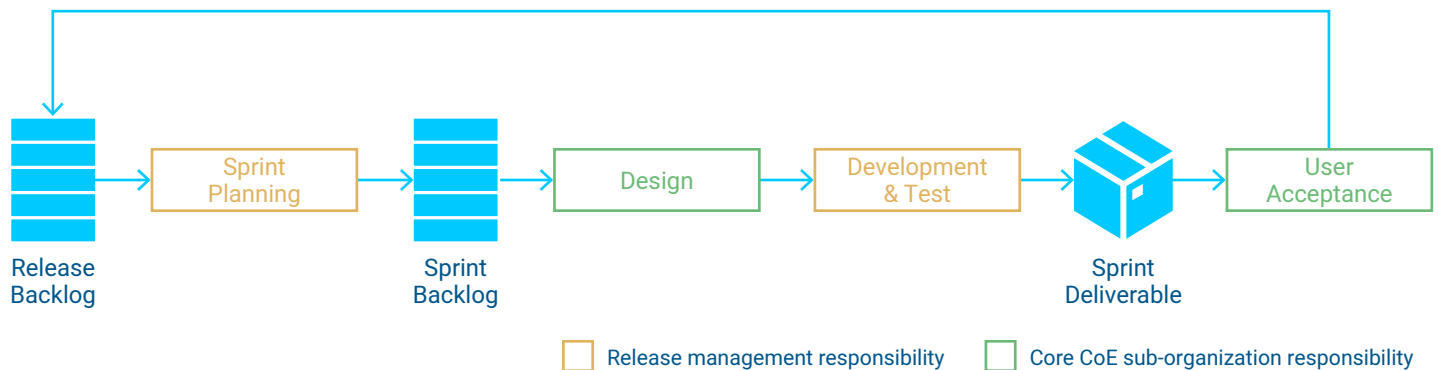 Sprint
Planning
Design
Development
& Test
User
Acceptance
Release
Backlog
Sprint
Backlog
Sprint
Deliverable
Release management responsibility
Core CoE sub-organization responsibility